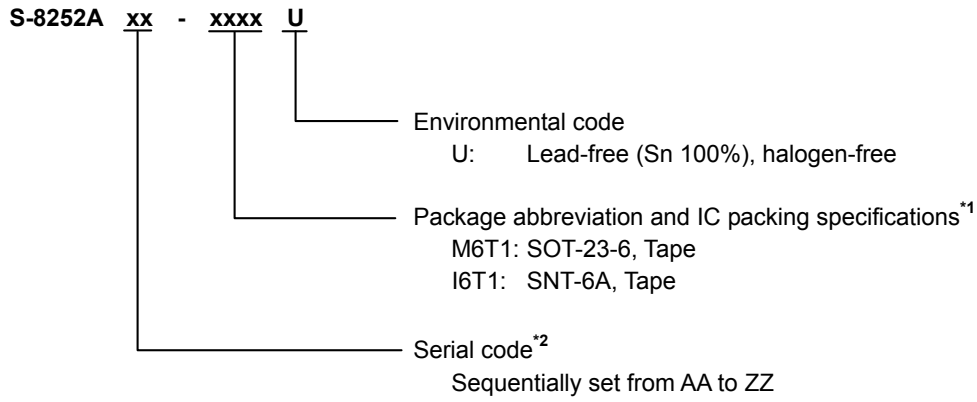 S-8252A xx - xxxx U
Environmental code
U: Lead-free (Sn 100%), halogen-free
Package abbreviation and IC packing specifications*1
M6T1: SOT-23-6, Tape
I6T1: SNT-6A, Tape
Serial code*2
Sequentially set from AA to ZZ